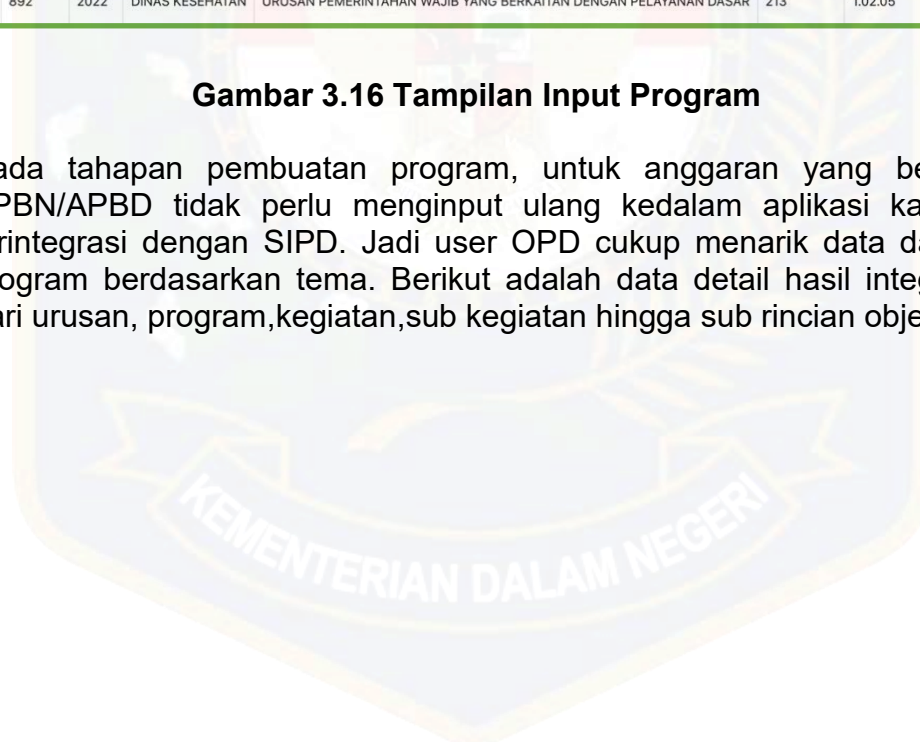 892 2022 DINAS KESEHATAN URUSAN PEMERINTAHAN WAJIB YANG BERKAITAN DENGAN PELAYANAN DASAR 213 1.02.05
Gambar 3.16 Tampilan Input Program
ada tahapan pembuatan program, untuk anggaran yang be
PBN/APBD tidak perlu menginput ulang kedalam aplikasi ka
rintegrasi dengan SIPD. Jadi user OPD cukup menarik data da
ogram berdasarkan tema. Berikut adalah data detail hasil integ
ari urusan, program,kegiatan,sub kegiatan hingga sub rincian obje
KEMENTERIAN DALAM NEGERI